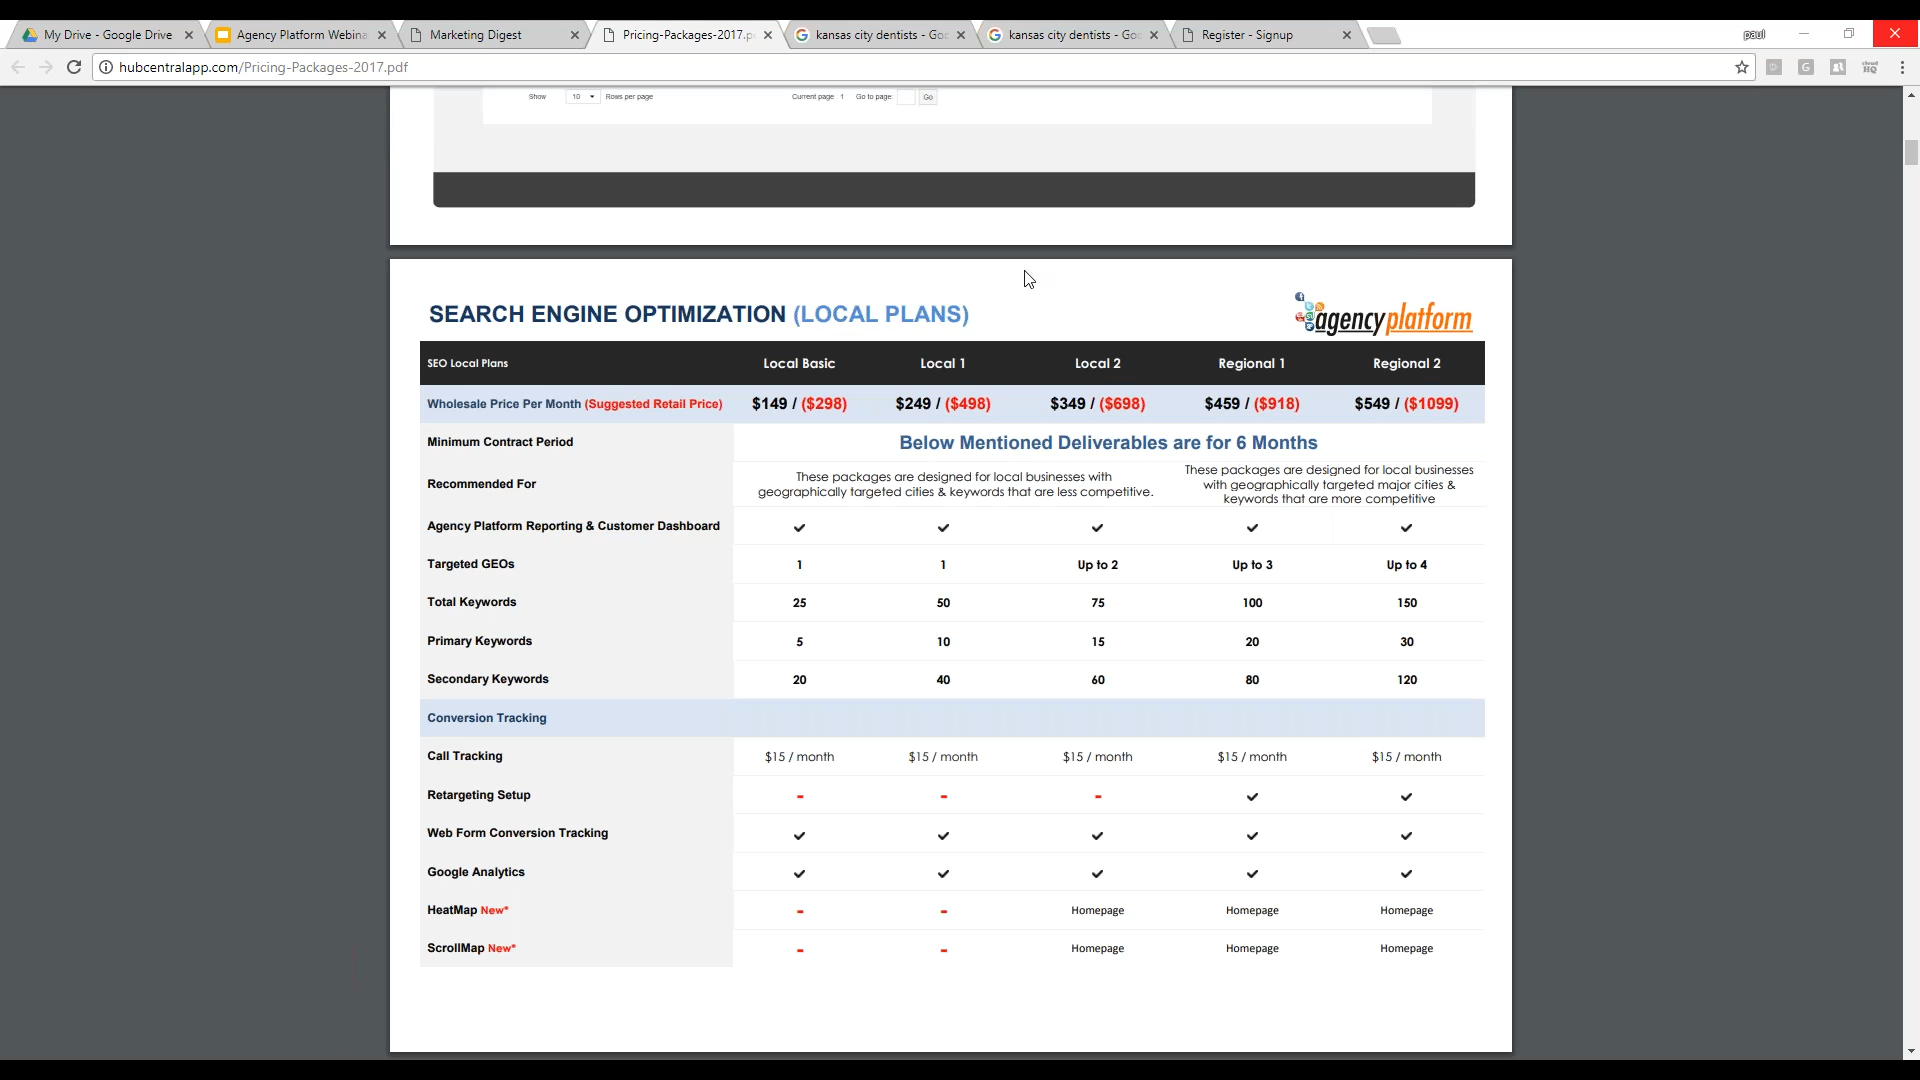 My Drive - Google Drive
Agency Platform Webina
Marketing Digest
Pricing-Packages-2017.p
kansas city dentists - Goo
kansas city dentists - Goo
Register - Signup
paul
hubcentralapp.com/Pricing-Packages-2017.pdf
cloud HQ
Show 10 Rows per page Current page 1 Go to page: Go
SEARCH ENGINE OPTIMIZATION (LOCAL PLANS)
agencyplatform
SEO Local Plans Local Basic Local 1 Local 2 Regional 1 Regional 2
Wholesale Price Per Month (Suggested Retail Price) $149 / ($298) $249 / ($498) $349 / ($698) $459 / ($918) $549 / ($1099)
Minimum Contract Period Below Mentioned Deliverables are for 6 Months
Recommended For
These packages are designed for local businesses with
geographically targeted cities & keywords that are less competitive.
These packages are designed for local businesses
with geographically targeted major cities &
keywords that are more competitive
Agency Platform Reporting & Customer Dashboard ✔ ✔ ✔ ✔ ✔
Targeted GEOs 1 1 Up to 2 Up to 3 Up to 4
Total Keywords 25 50 75 100 150
Primary Keywords 5 10 15 20 30
Secondary Keywords 20 40 60 80 120
Conversion Tracking
Call Tracking $15 / month $15 / month $15 / month $15 / month $15 / month
Retargeting Setup - - - ✔ ✔
Web Form Conversion Tracking ✔ ✔ ✔ ✔ ✔
Google Analytics ✔ ✔ ✔ ✔ ✔
HeatMap New* - - Homepage Homepage Homepage
ScrollMap New* - - Homepage Homepage Homepage